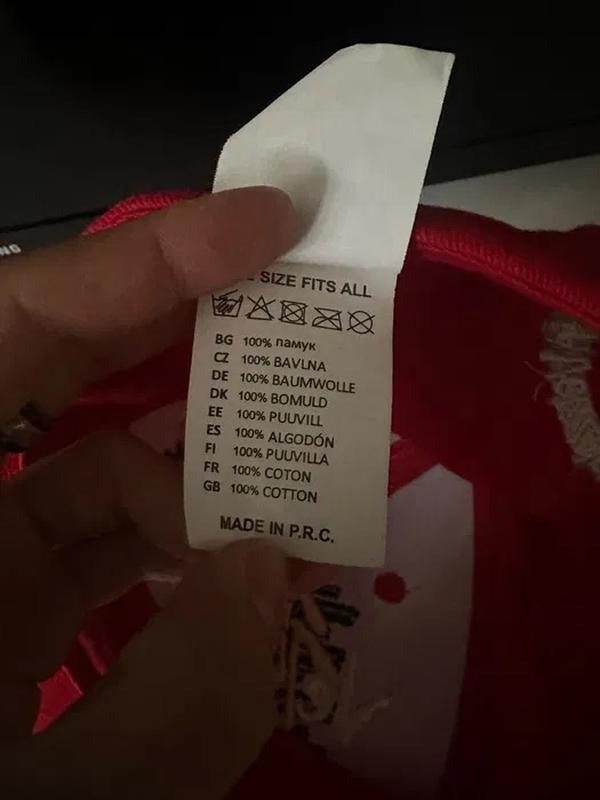 SIZE FITS ALL
BG 100% памук
CZ 100% BAVLNA
DE 100% BAUMWOLLE
DK 100% BOMULD
EE 100% PUUVILL
ES 100% ALGODÓN
FI 100% PUUVILLA
FR 100% COTON
GB 100% COTTON
MADE IN P.R.C.